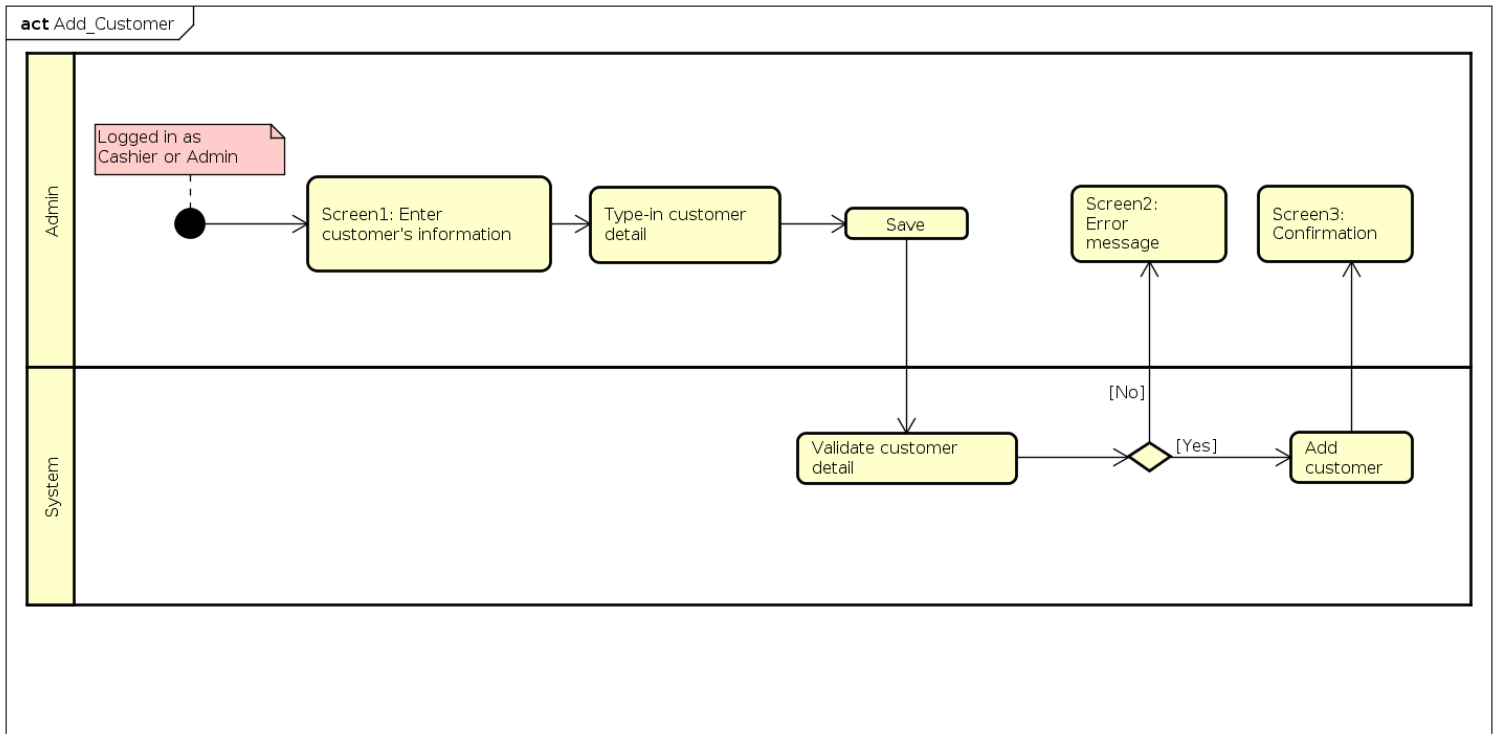 act Add_Customer
Admin
Logged in as
Cashier or Admin
Screen1: Enter
customer's information
Type-in customer
detail
Save
Screen2:
Error
message
Screen3:
Confirmation
System
[No]
Validate customer
detail
[Yes]
Add
customer